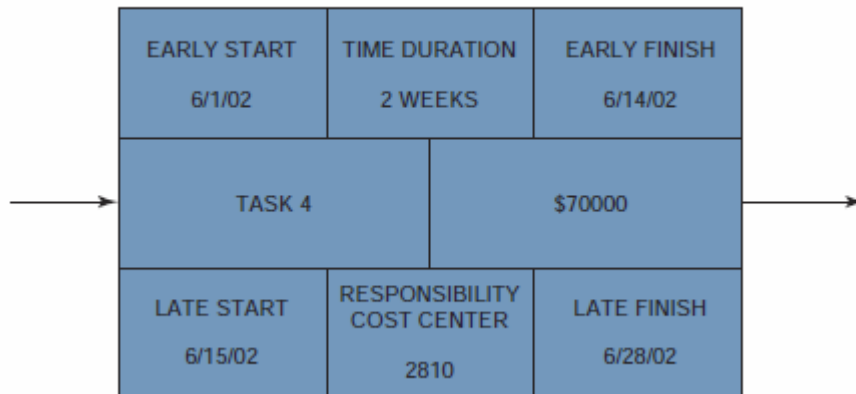 EARLY START
6/1/02
TIME DURATION
2 WEEKS
EARLY FINISH
6/14/02
TASK 4
$70000
LATE START
6/15/02
RESPONSIBILITY
COST CENTER
2810
LATE FINISH
6/28/02